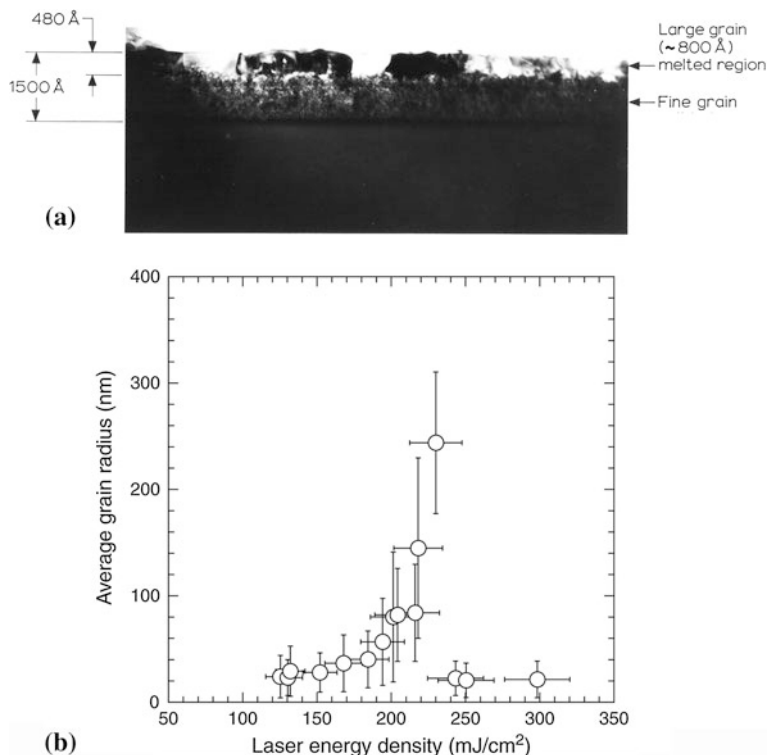 480 Å
1500 Å
Large grain
(~800 Å)
melted region
Fine grain
(a)
400
300
200
100
0
Average grain radius (nm)
50
100
150
200
250
300
350
Laser energy density (mJ/cm²)
(b)